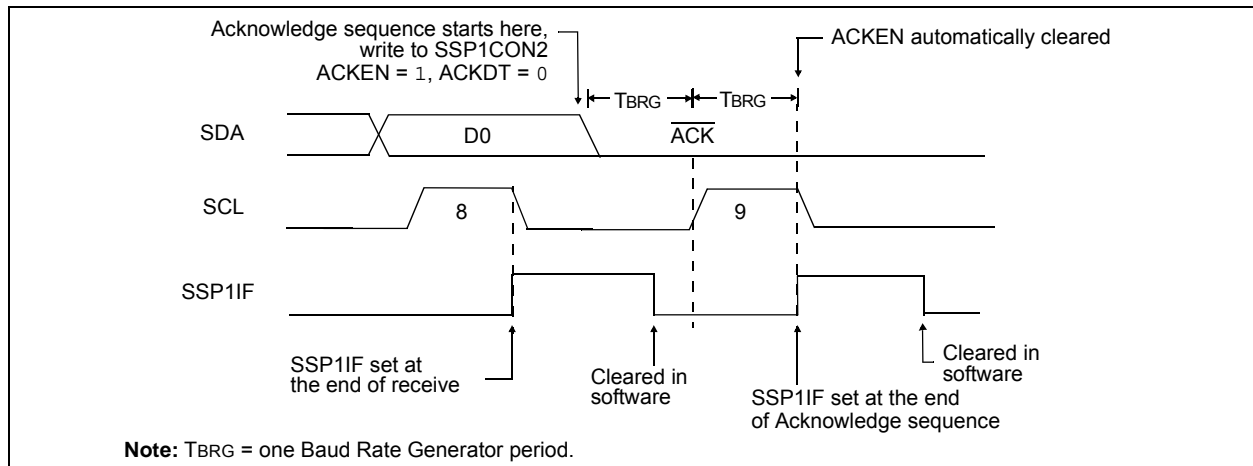 Acknowledge sequence starts here,
write to SSP1CON2
ACKEN = 1, ACKDT = 0
ACKEN automatically cleared
TBRG
TBRG
SDA
D0
ACK
SCL
8
9
SSP1IF
SSP1IF set at
the end of receive
Cleared in
software
SSP1IF set at the end
of Acknowledge sequence
Cleared in
software
Note: TBRG = one Baud Rate Generator period.